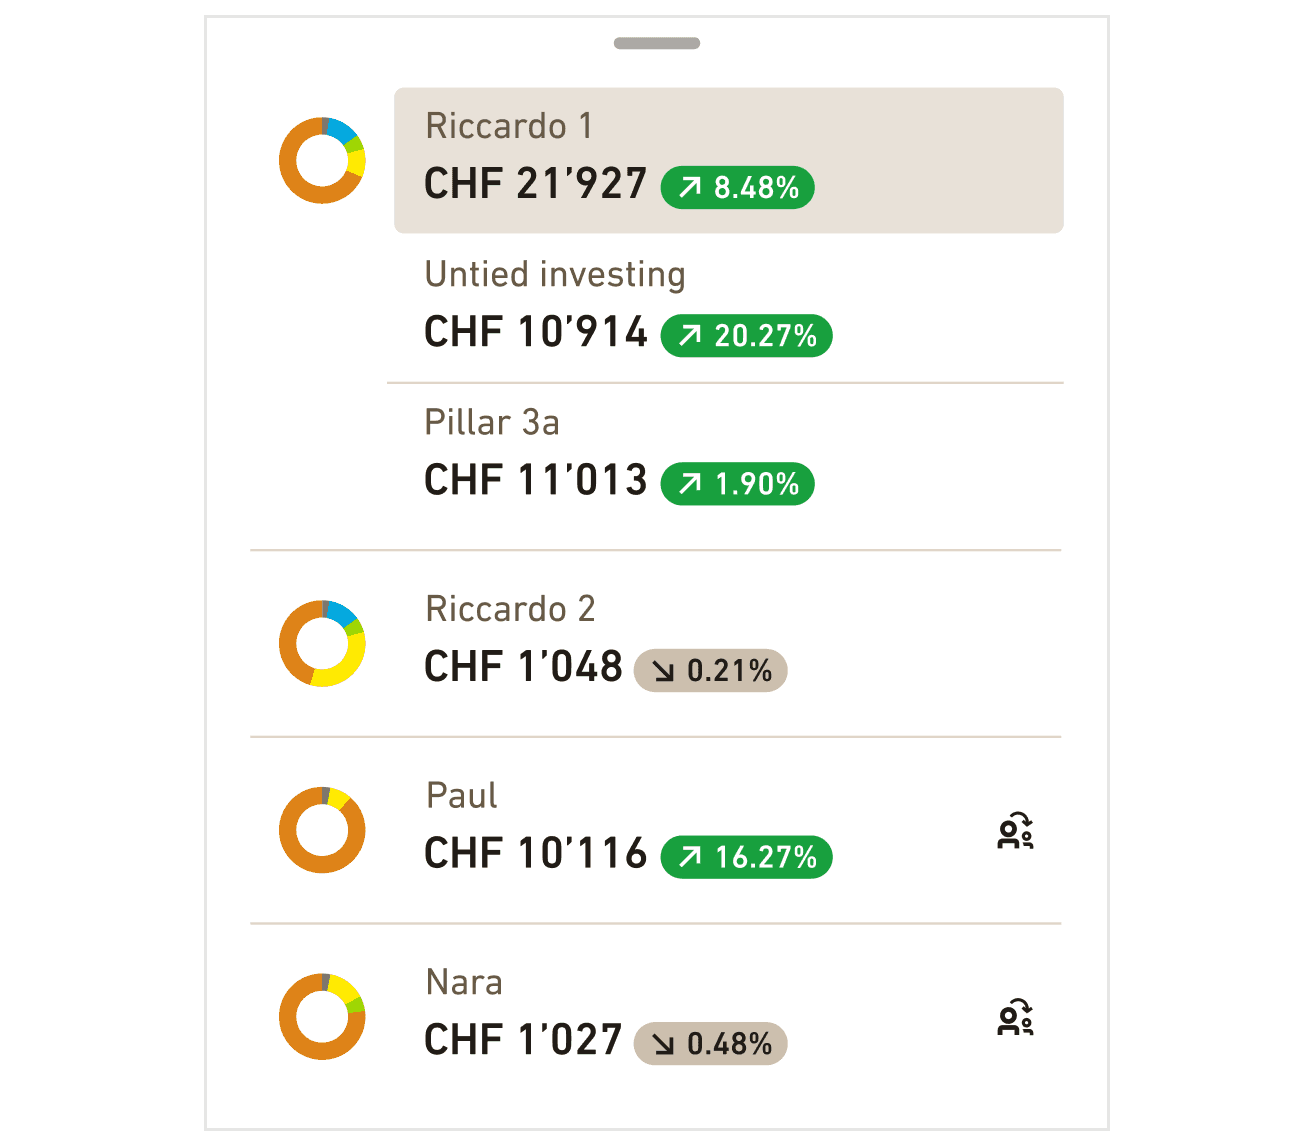 Riccardo 1
CHF 21’927 8.48%
Untied investing
CHF 10’914 20.27%
Pillar 3a
CHF 11’013 1.90%
Riccardo 2
CHF 1’048 0.21%
Paul
CHF 10’116 16.27%
Nara
CHF 1’027 0.48%